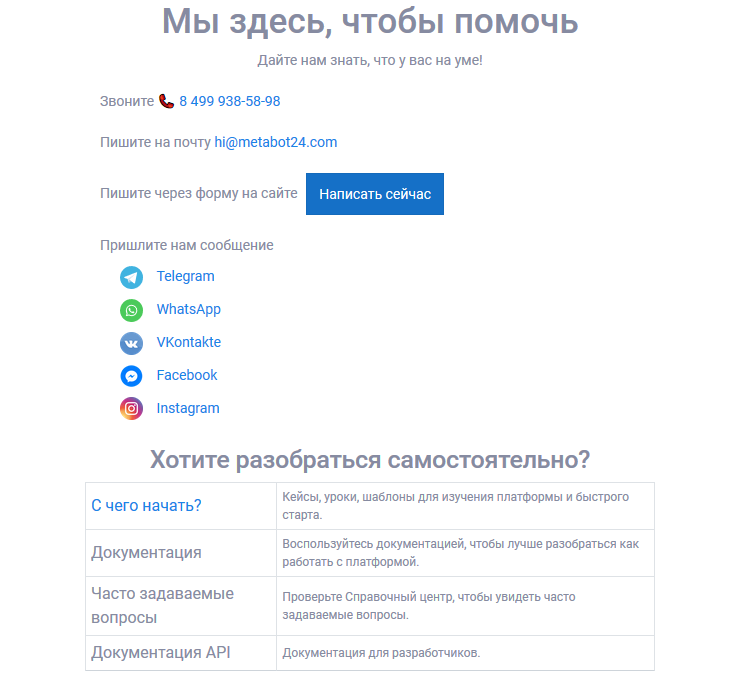 Мы здесь, чтобы помочь
Дайте нам знать, что у вас на уме!
Звоните 8 499 938-58-98
Пишите на почту hi@metabot24.com
Пишите через форму на сайте Написать сейчас
Пришлите нам сообщение
Telegram
WhatsApp
VKontakte
Facebook
Instagram
Хотите разобраться самостоятельно?
С чего начать?
Кейсы, уроки, шаблоны для изучения платформы и быстрого
старта.
Документация
Воспользуйтесь документацией, чтобы лучше разобраться как
работать с платформой.
Часто задаваемые
вопросы
Проверьте Справочный центр, чтобы увидеть часто
задаваемые вопросы.
Документация API
Документация для разработчиков.